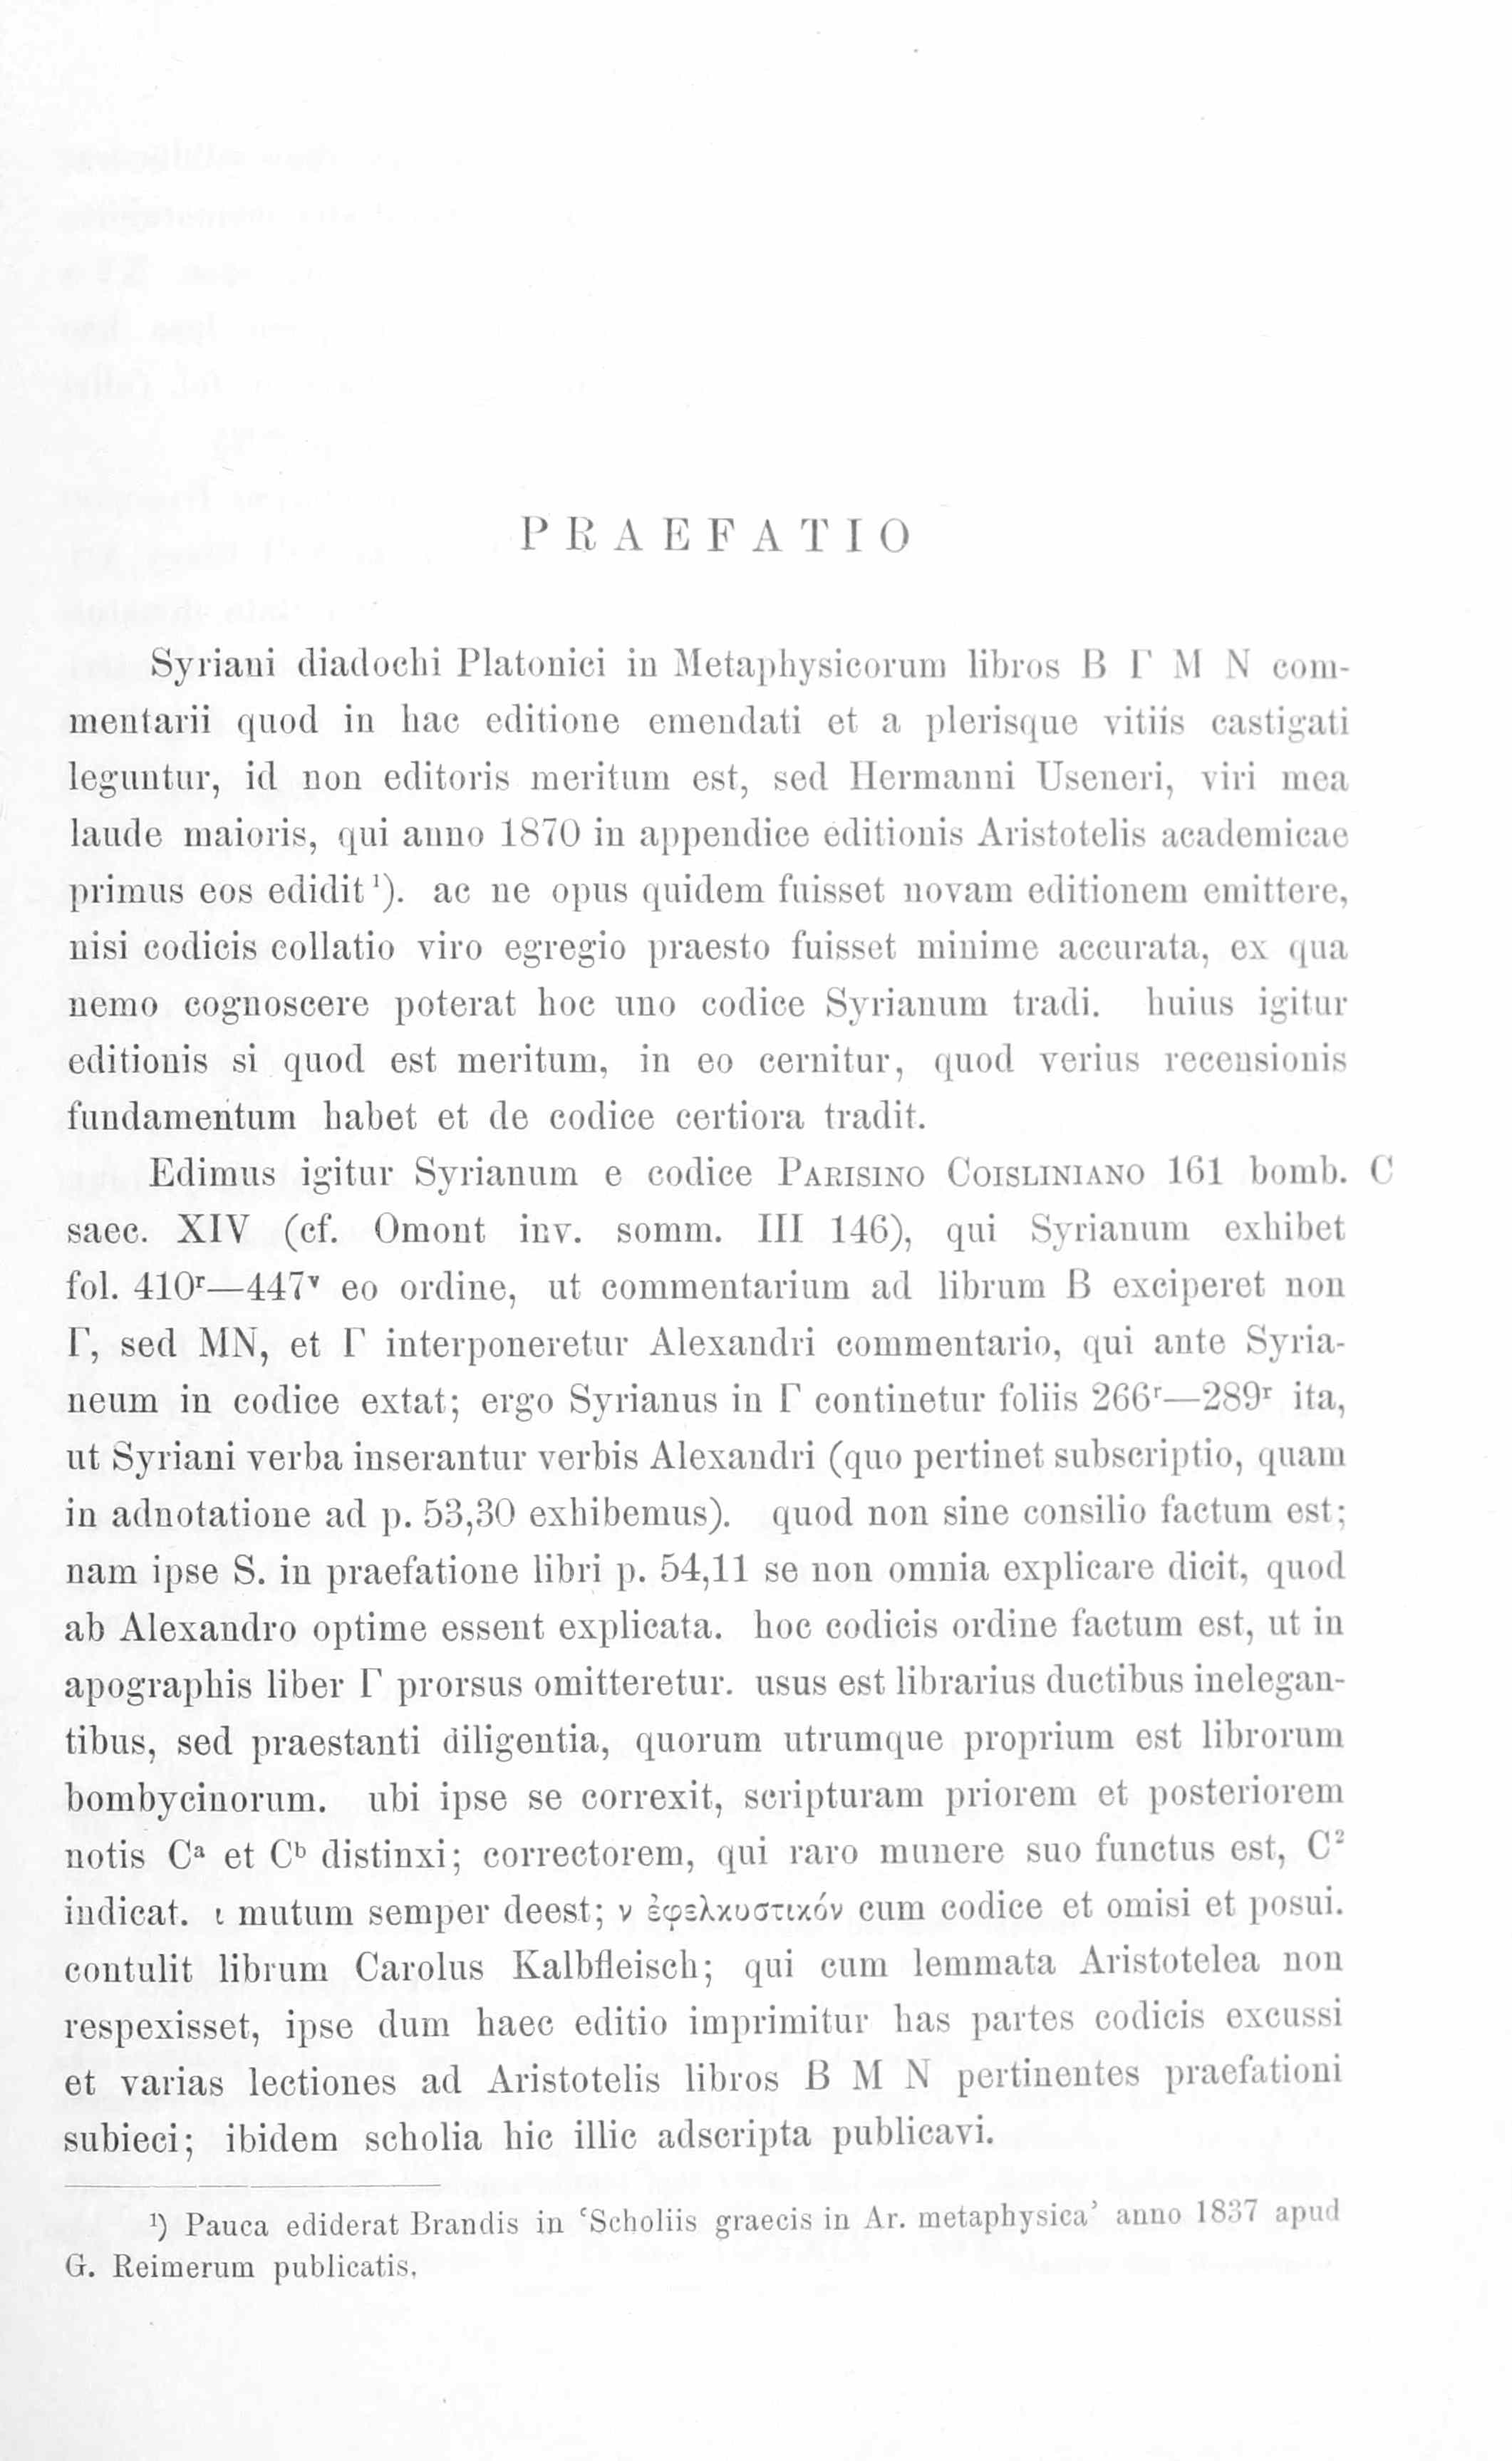 PRAEFATIO
Syriani diadochi Platonici in Metaphysicorum libros B Γ M N com-
mentarii quod in hac editione emendati et a plerisque vitiis castigati
leguntur, id non editoris meritum est, sed Hermanni Useneri, viri mea
laude maioris, qui anno 1870 in appendice editionis Aristotelis academicae
primus eos edidit ¹). ac ne opus quidem fuisset novam editionem emittere,
nisi codicis collatio viro egregio praesto fuisset minime accurata, ex qua
nemo cognoscere poterat hoc uno codice Syrianum tradi. huius igitur
editionis si quod est meritum, in eo cernitur, quod verius recensionis
fundamentum habet et de codice certiora tradit.
Edimus igitur Syrianum e codice PARISINO COISLINIANO 161 bomb. C
saec. XIV (cf. Omont inv. somm. III 146), qui Syrianum exhibet
fol. 410ʳ—447ᵛ eo ordine, ut commentarium ad librum B exciperet non
Γ, sed MN, et Γ interponeretur Alexandri commentario, qui ante Syria-
neum in codice extat; ergo Syrianus in Γ continetur foliis 266ʳ—289ʳ ita,
ut Syriani verba inserantur verbis Alexandri (quo pertinet subscriptio, quam
in adnotatione ad p. 53,30 exhibemus). quod non sine consilio factum est;
nam ipse S. in praefatione libri p. 54,11 se non omnia explicare dicit, quod
ab Alexandro optime essent explicata. hoc codicis ordine factum est, ut in
apographis liber Γ prorsus omitteretur. usus est librarius ductibus inelegan-
tibus, sed praestanti diligentia, quorum utrumque proprium est librorum
bombycinorum. ubi ipse se correxit, scripturam priorem et posteriorem
notis Cᵃ et Cᵇ distinxi; correctorem, qui raro munere suo functus est, C²
indicat. ι mutum semper deest; ν ἐφελκυστικόν cum codice et omisi et posui.
contulit librum Carolus Kalbfleisch; qui cum lemmata Aristotelea non
respexisset, ipse dum haec editio imprimitur has partes codicis excussi
et varias lectiones ad Aristotelis libros B M N pertinentes praefationi
subieci; ibidem scholia hic illic adscripta publicavi.
¹) Pauca ediderat Brandis in ‘Scholiis graecis in Ar. metaphysica’ anno 1837 apud
G. Reimerum publicatis.